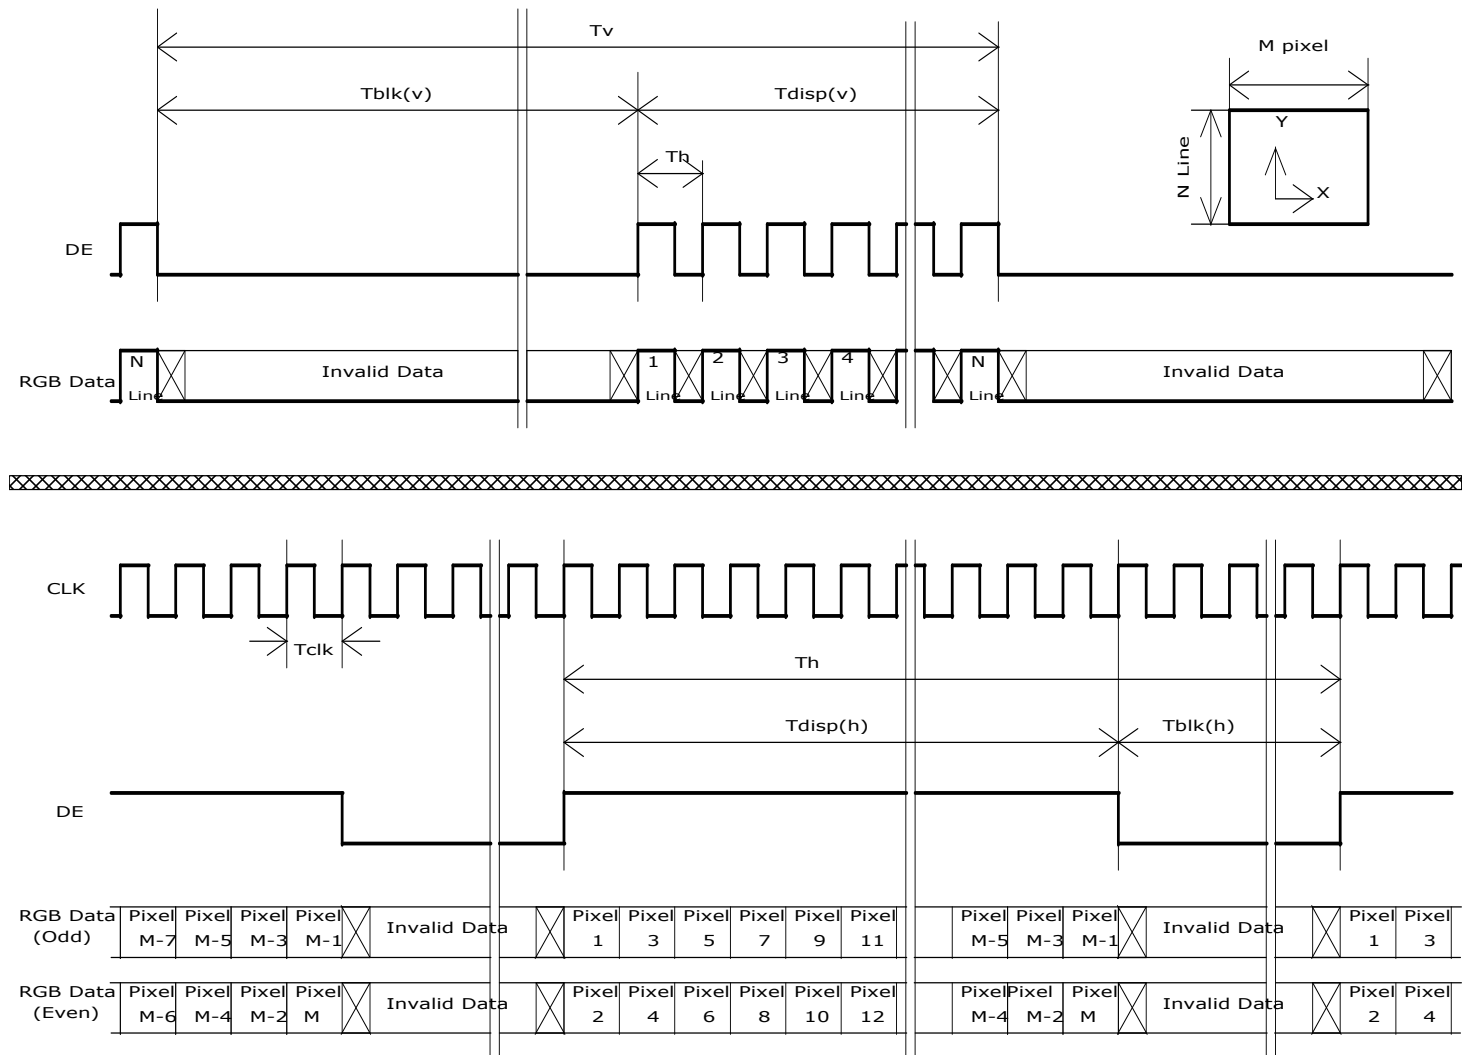 Tv
M pixel
Tblk(v)
Tdisp(v)
Y
N Line
Th
X
DE
RGB Data
N
Line
Invalid Data
1
Line
2
Line
3
Line
4
Line
N
Invalid Data
CLK
Tclk
Th
Tdisp(h)
Tblk(h)
DE
RGB Data
(Odd)
Pixel Pixel Pixel Pixel
M-7 M-5 M-3 M-1
Invalid Data
Pixel Pixel Pixel Pixel Pixel Pixel
1 3 5 7 9 11
Pixel Pixel Pixel
M-5 M-3 M-1
Invalid Data
Pixel Pixel
1 3
RGB Data
(Even)
Pixel Pixel Pixel Pixel
M-6 M-4 M-2 M
Invalid Data
Pixel Pixel Pixel Pixel Pixel Pixel
2 4 6 8 10 12
Pixel Pixel Pixel
M-4 M-2 M
Invalid Data
Pixel Pixel
2 4